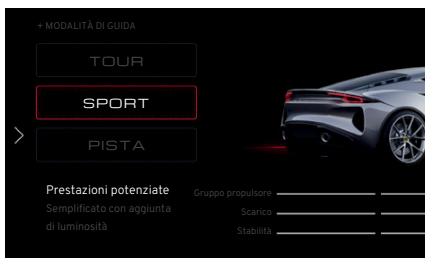 + MODALITÀ DI GUIDA
TOUR
SPORT
PISTA
Prestazioni potenziate
Semplificato con aggiunta
di luminosità
Gruppo propulsore
Scarico
Stabilità